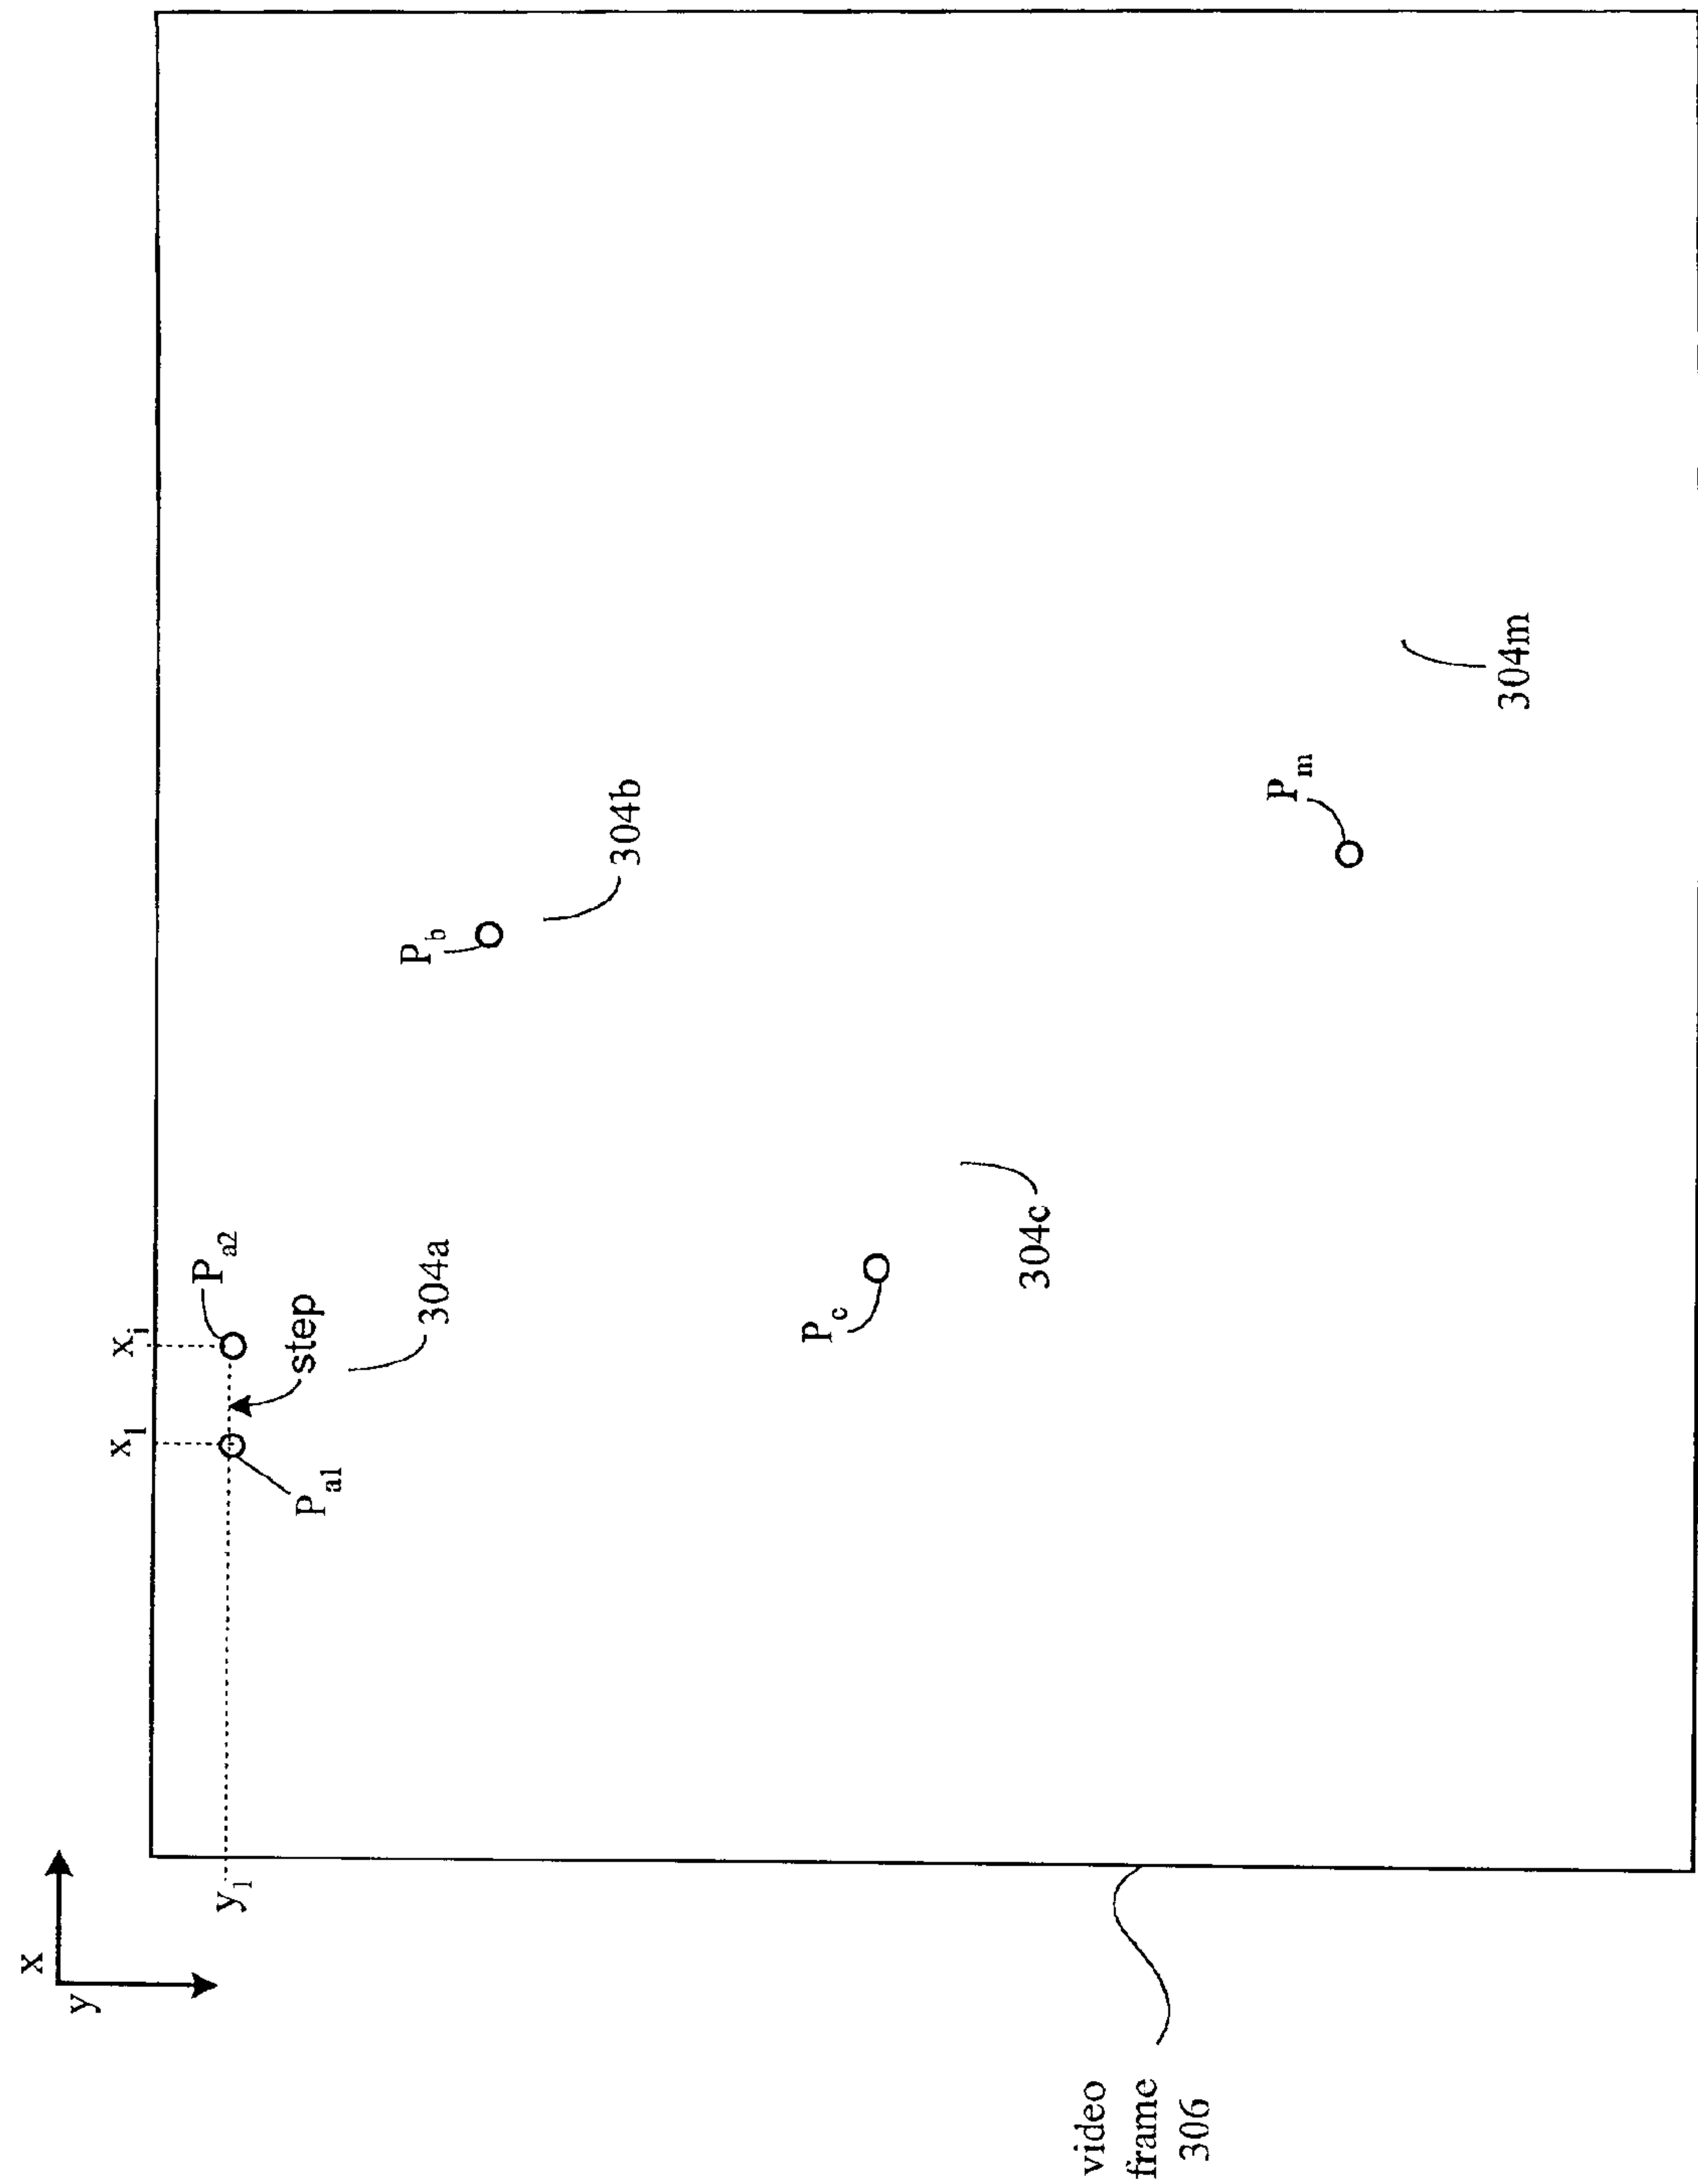 x
y
x1
xi
y1
Pa2
step
Pa1
304a
Pb
304b
Pc
304c
Pm
304m
video
frame
306